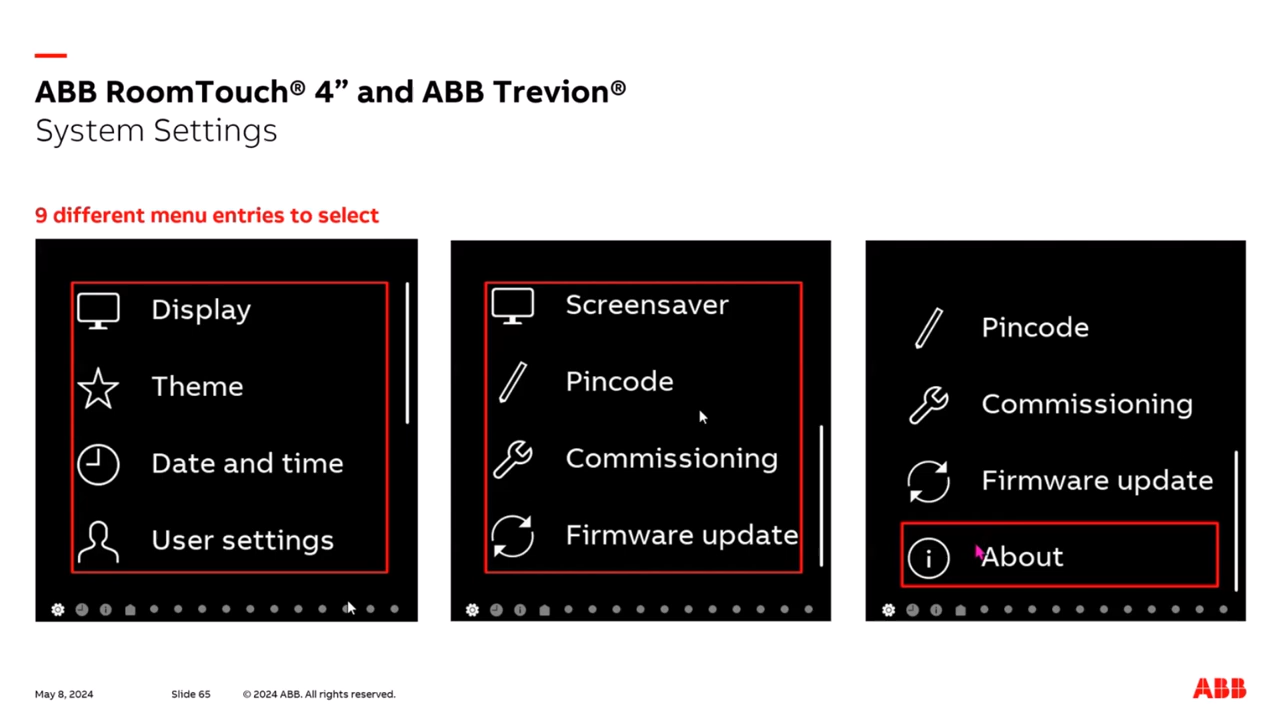 ABB RoomTouch® 4” and ABB Trevion®
System Settings
9 different menu entries to select
Display
Theme
Date and time
User settings
Screensaver
Pincode
Commissioning
Firmware update
Pincode
Commissioning
Firmware update
About
May 8, 2024
Slide 65
© 2024 ABB. All rights reserved.
ABB